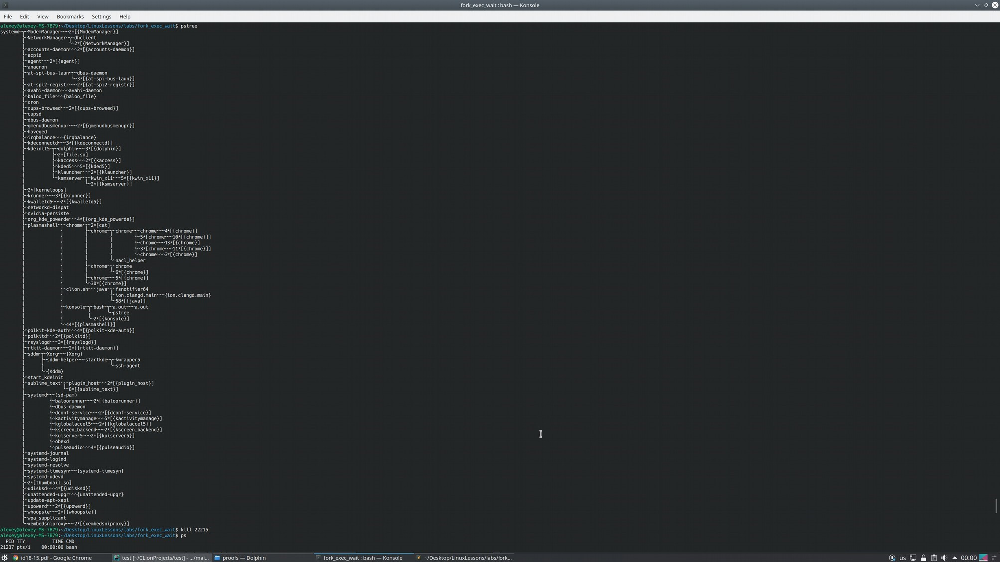 fork_exec_wait : bash — Konsole
File Edit View Bookmarks Settings Help
alexey@alexey-MS-7B79:~/Desktop/LinuxLessons/labs/fork_exec_wait$ pstree
systemd─┬─ModemManager───2*[{ModemManager}]
        ├─NetworkManager─┬─dhclient
        │                └─2*[{NetworkManager}]
        ├─accounts-daemon───2*[{accounts-daemon}]
        ├─acpid
        ├─agent───2*[{agent}]
        ├─anacron
        ├─at-spi-bus-laun─┬─dbus-daemon
        │                 └─3*[{at-spi-bus-laun}]
        ├─at-spi2-registr───2*[{at-spi2-registr}]
        ├─avahi-daemon───avahi-daemon
        ├─baloo_file───{baloo_file}
        ├─cron
        ├─cups-browsed───2*[{cups-browsed}]
        ├─cupsd
        ├─dbus-daemon
        ├─gmenudbusmenupr───2*[{gmenudbusmenupr}]
        ├─haveged
        ├─irqbalance───{irqbalance}
        ├─kdeconnectd───3*[{kdeconnectd}]
        ├─kdeinit5─┬─dolphin───3*[{dolphin}]
        │          ├─2*[file.so]
        │          ├─kaccess───2*[{kaccess}]
        │          ├─kded5───5*[{kded5}]
        │          ├─klauncher───2*[{klauncher}]
        │          └─ksmserver─┬─kwin_x11───5*[{kwin_x11}]
        │                      └─2*[{ksmserver}]
        ├─2*[kerneloops]
        ├─krunner───3*[{krunner}]
        ├─kwalletd5───2*[{kwalletd5}]
        ├─networkd-dispat
        ├─nvidia-persiste
        ├─org_kde_powerde───4*[{org_kde_powerde}]
        ├─plasmashell─┬─chrome─┬─2*[cat]
        │             │        ├─chrome─┬─chrome─┬─chrome───4*[{chrome}]
        │             │        │        │        ├─5*[chrome───10*[{chrome}]]
        │             │        │        │        ├─chrome───13*[{chrome}]
        │             │        │        │        ├─3*[chrome───11*[{chrome}]]
        │             │        │        │        └─chrome───3*[{chrome}]
        │             │        │        └─nacl_helper
        │             │        ├─chrome─┬─chrome
        │             │        │        └─6*[{chrome}]
        │             │        ├─chrome───5*[{chrome}]
        │             │        └─30*[{chrome}]
        │             ├─clion.sh───java─┬─fsnotifier64
        │             │                 ├─ion.clangd.main───{ion.clangd.main}
        │             │                 └─58*[{java}]
        │             ├─konsole─┬─bash─┬─a.out───a.out
        │             │         │      └─pstree
        │             │         └─2*[{konsole}]
        │             └─44*[{plasmashell}]
        ├─polkit-kde-auth───4*[{polkit-kde-auth}]
        ├─polkitd───2*[{polkitd}]
        ├─rsyslogd───3*[{rsyslogd}]
        ├─rtkit-daemon───2*[{rtkit-daemon}]
        ├─sddm─┬─Xorg───{Xorg}
        │      ├─sddm-helper───startkde─┬─kwrapper5
        │      │                        └─ssh-agent
        │      └─{sddm}
        ├─start_kdeinit
        ├─sublime_text─┬─plugin_host───2*[{plugin_host}]
        │              └─8*[{sublime_text}]
        ├─systemd─┬─(sd-pam)
        │         ├─baloorunner───2*[{baloorunner}]
        │         ├─dbus-daemon
        │         ├─dconf-service───2*[{dconf-service}]
        │         ├─kactivitymanage───5*[{kactivitymanage}]
        │         ├─kglobalaccel5───2*[{kglobalaccel5}]
        │         ├─kscreen_backend───2*[{kscreen_backend}]
        │         ├─kuiserver5───2*[{kuiserver5}]
        │         ├─obexd
        │         └─pulseaudio───4*[{pulseaudio}]
        ├─systemd-journal
        ├─systemd-logind
        ├─systemd-resolve
        ├─systemd-timesyn───{systemd-timesyn}
        ├─systemd-udevd
        ├─2*[thumbnail.so]
        ├─udisksd───4*[{udisksd}]
        ├─unattended-upgr───{unattended-upgr}
        ├─update-apt-xapi
        ├─upowerd───2*[{upowerd}]
        ├─whoopsie───2*[{whoopsie}]
        ├─wpa_supplicant
        └─xembedsniproxy───2*[{xembedsniproxy}]
alexey@alexey-MS-7B79:~/Desktop/LinuxLessons/labs/fork_exec_wait$ kill 22215
alexey@alexey-MS-7B79:~/Desktop/LinuxLessons/labs/fork_exec_wait$ ps
  PID TTY          TIME CMD
21237 pts/1    00:00:00 bash
id18-15.pdf - Google Chrome test [~/CLionProjects/test] - .../mai... proofs — Dolphin fork_exec_wait : bash — Konsole ~/Desktop/LinuxLessons/labs/fork... us 00:00